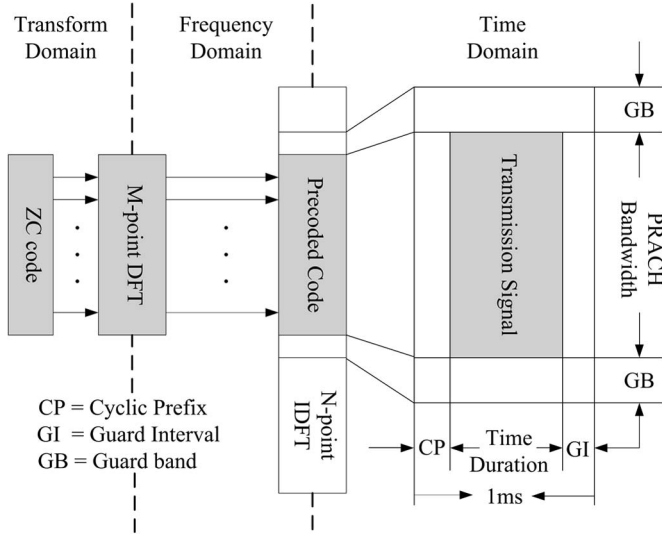 Transform
Domain
Frequency
Domain
Time
Domain
ZC code
M-point DFT
Precoded Code
N-point
IDFT
Transmission Signal
GB
PRACH
Bandwidth
GB
CP = Cyclic Prefix
GI = Guard Interval
GB = Guard band
CP
Time
Duration
GI
1ms